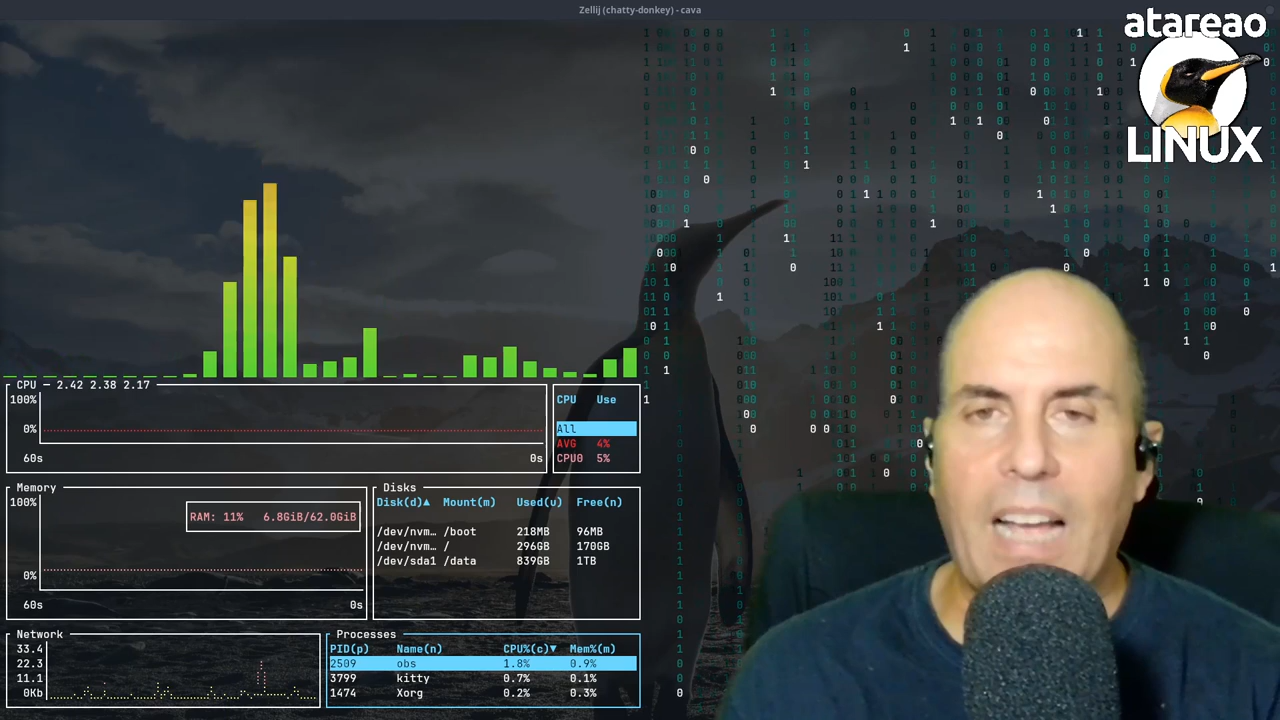 Zellij (chatty-donkey) - cava
atareao
LINUX
CPU — 2.42 2.38 2.17
100%
0%
60s 0s
CPU Use
All
AVG 4%
CPU0 5%
Memory
100%
RAM: 11% 6.8GiB/62.0GiB
0%
60s 0s
Disks
Disk(d)▲ Mount(m) Used(u) Free(n)
/dev/nvm… /boot 218MB 96MB
/dev/nvm… / 296GB 170GB
/dev/sda1 /data 839GB 1TB
Network
33.4
22.3
11.1
0Kb
Processes
PID(p) Name(n) CPU%(c)▼ Mem%(m)
2509 obs 1.8% 0.9%
3799 kitty 0.7% 0.1%
1474 Xorg 0.2% 0.3%